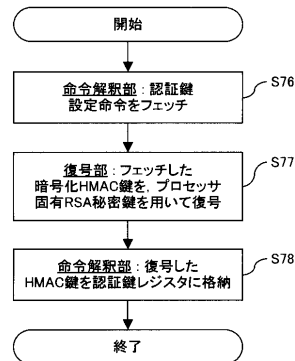 開始
命令解釈部：認証鍵
設定命令をフェッチ
S76
復号部：フェッチした
暗号化HMAC鍵を，プロセッサ
固有RSA秘密鍵を用いて復号
S77
命令解釈部：復号した
HMAC鍵を認証鍵レジスタに格納
S78
終了